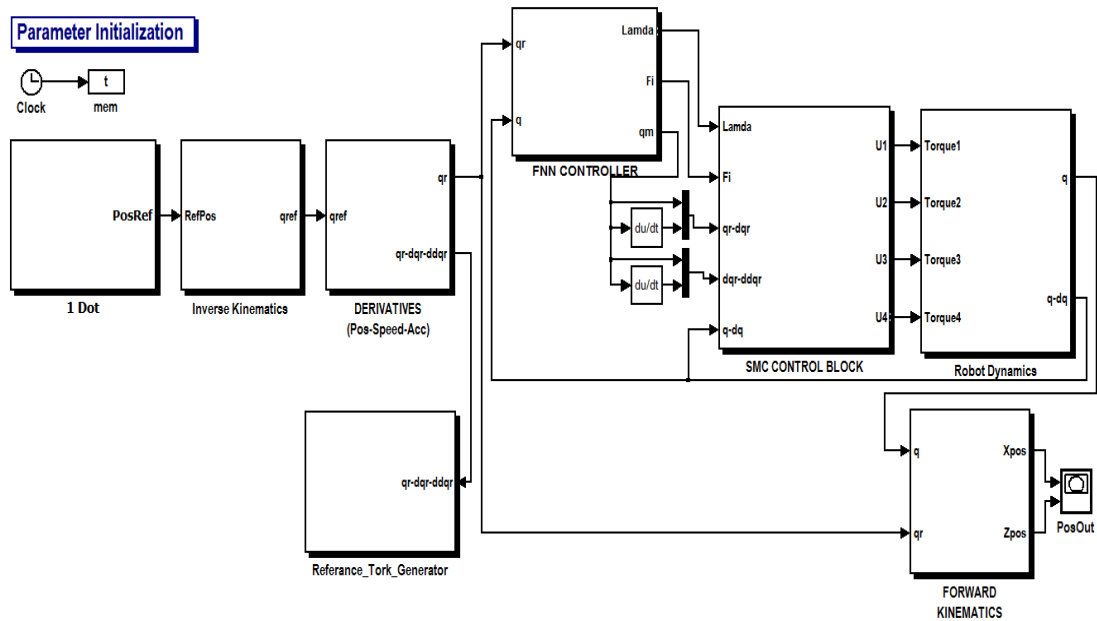 Parameter Initialization
Clock
t
mem
PosRef
1 Dot
RefPos
qref
Inverse Kinematics
qref
qr
qr-dqr-ddqr
DERIVATIVES
(Pos-Speed-Acc)
qr
q
Lamda
Fi
qm
FNN CONTROLLER
du/dt
du/dt
Lamda
Fi
qr-dqr
dqr-ddqr
q-dq
U1
U2
U3
U4
SMC CONTROL BLOCK
Torque1
Torque2
Torque3
Torque4
q
q-dq
Robot Dynamics
qr-dqr-ddqr
Referance_Tork_Generator
q
qr
Xpos
Zpos
FORWARD
KINEMATICS
PosOut